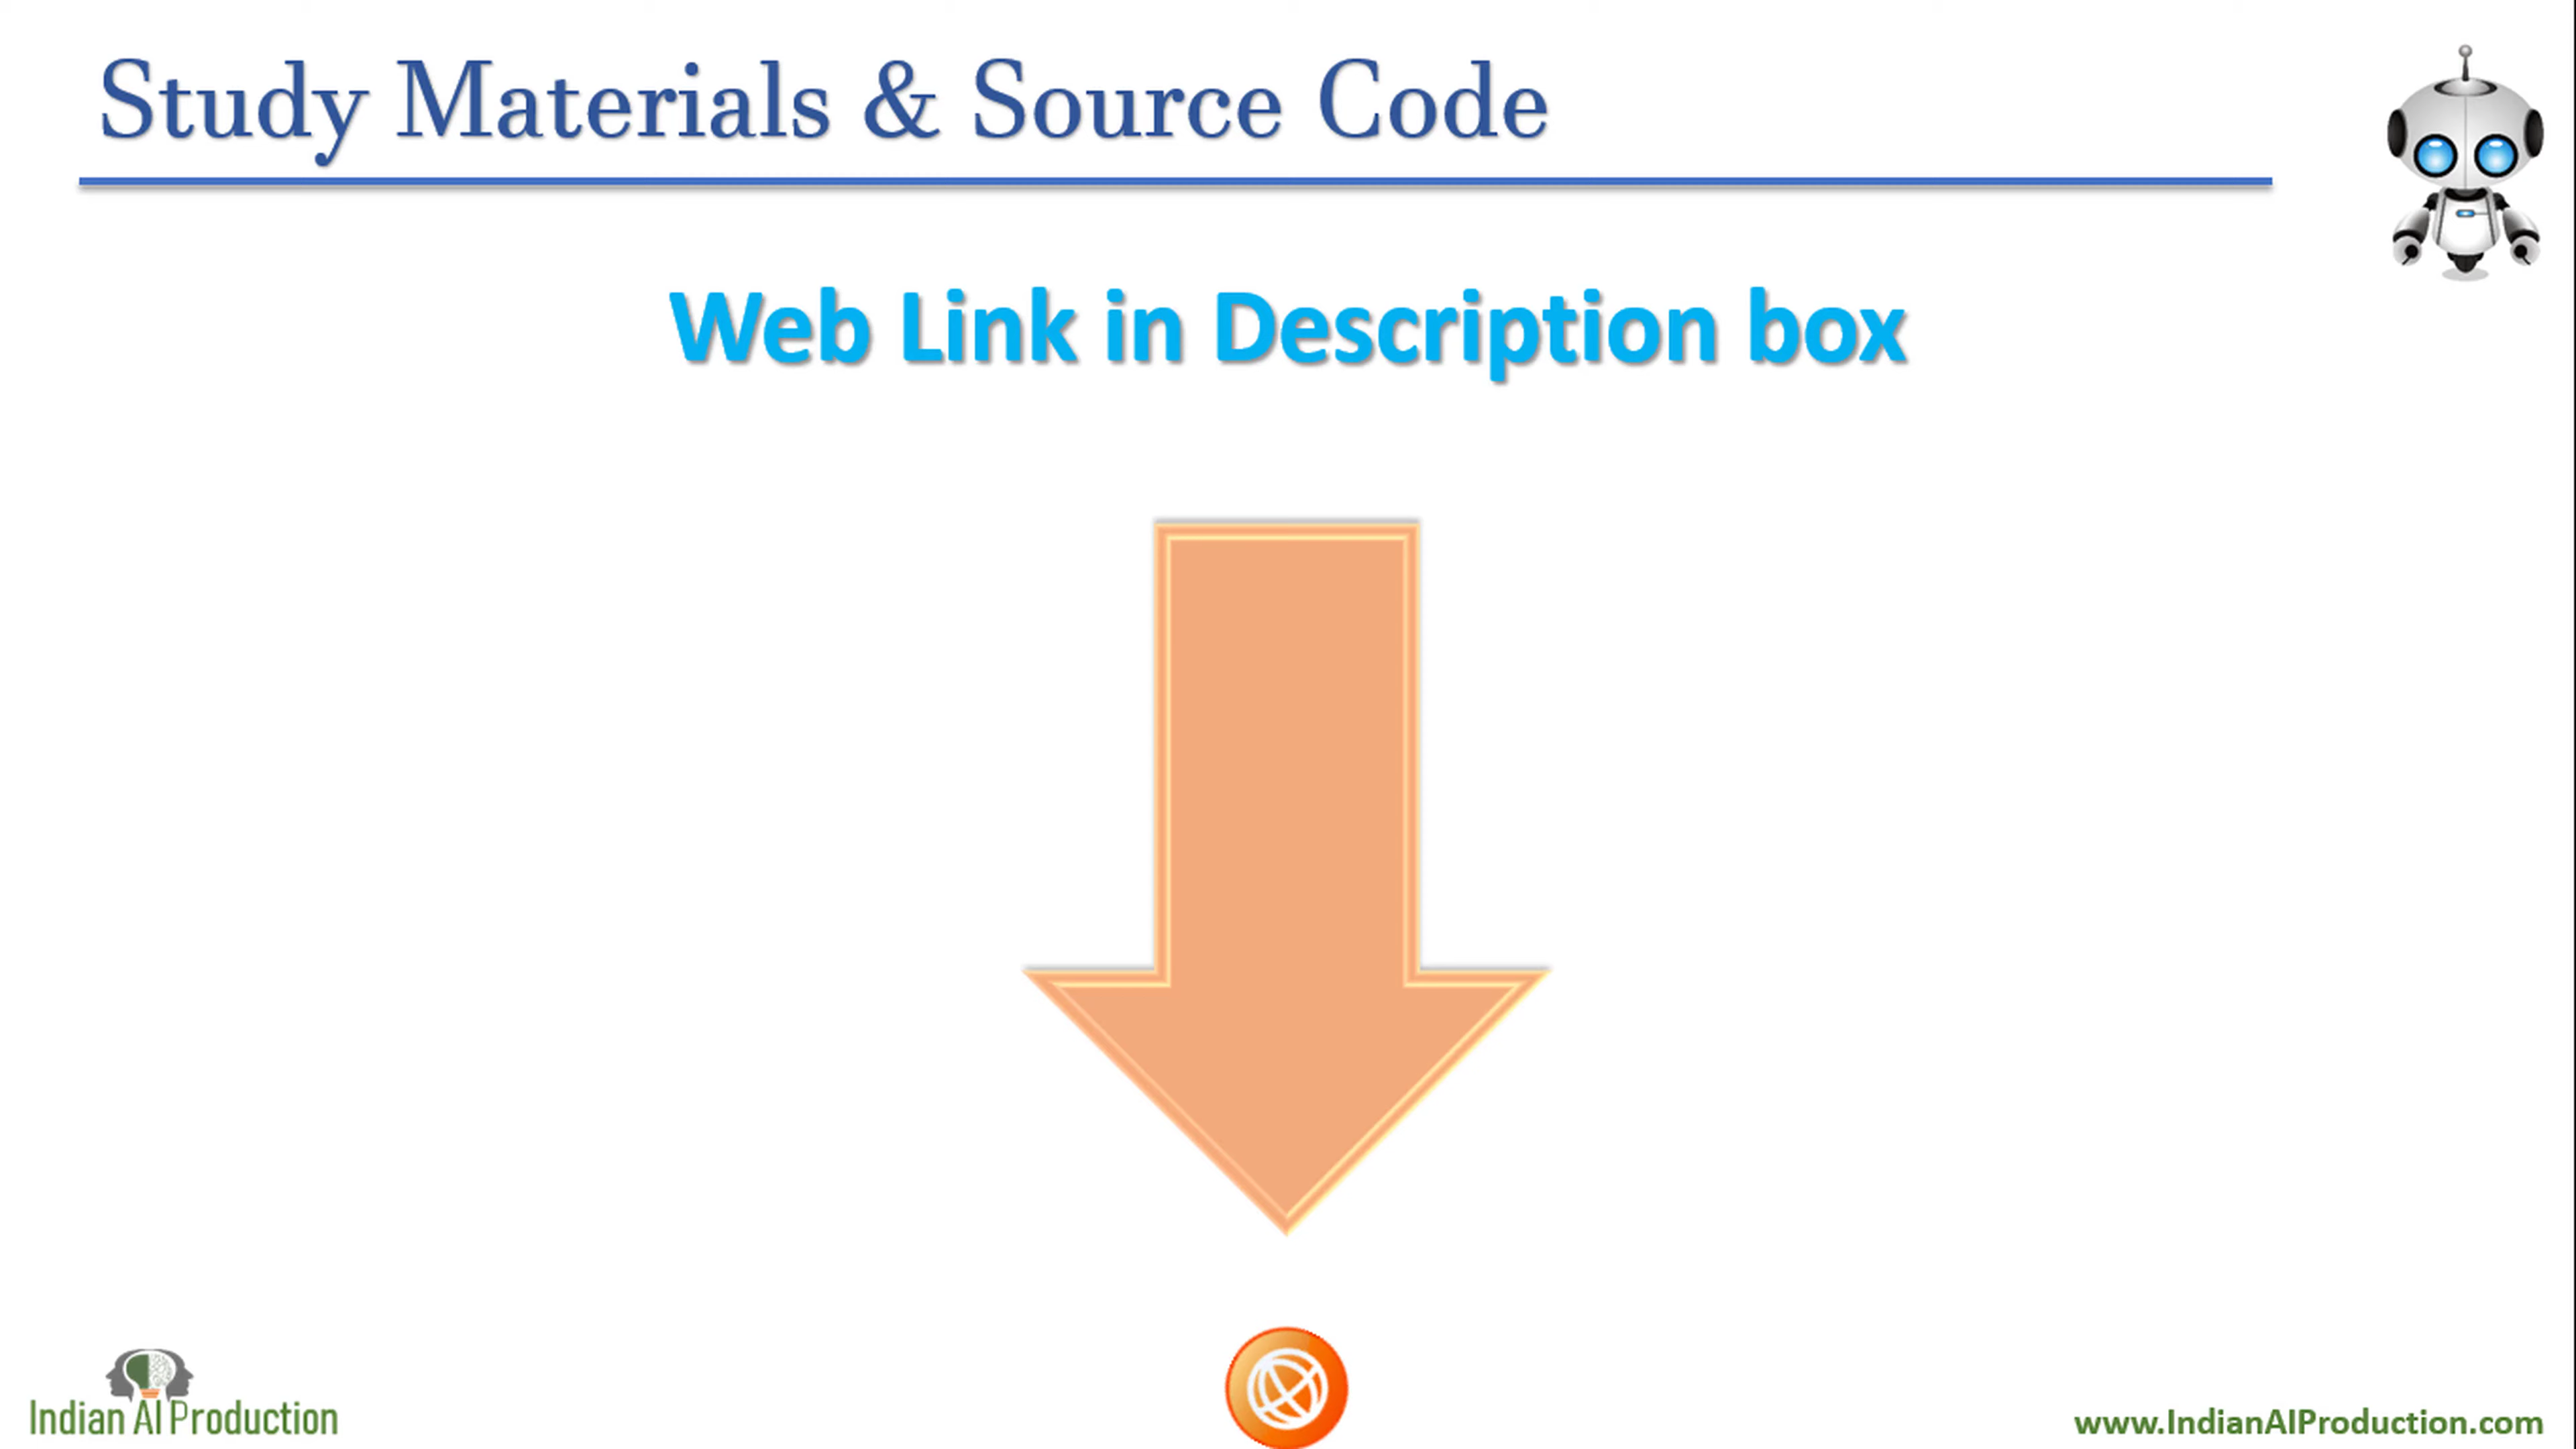 Study Materials & Source Code
Web Link in Description box
Indian AI Production
www.IndianAIProduction.com